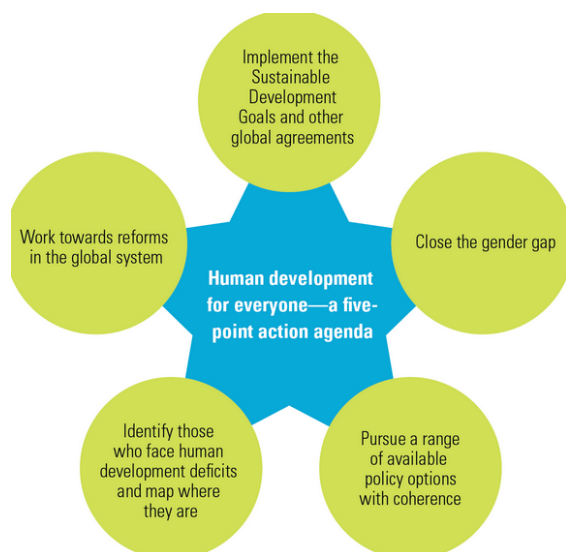 Implement the
Sustainable
Development
Goals and other
global agreements
Work towards reforms
in the global system
Close the gender gap
Human development
for everyone—a five-
point action agenda
Identify those
who face human
development deficits
and map where
they are
Pursue a range
of available
policy options
with coherence